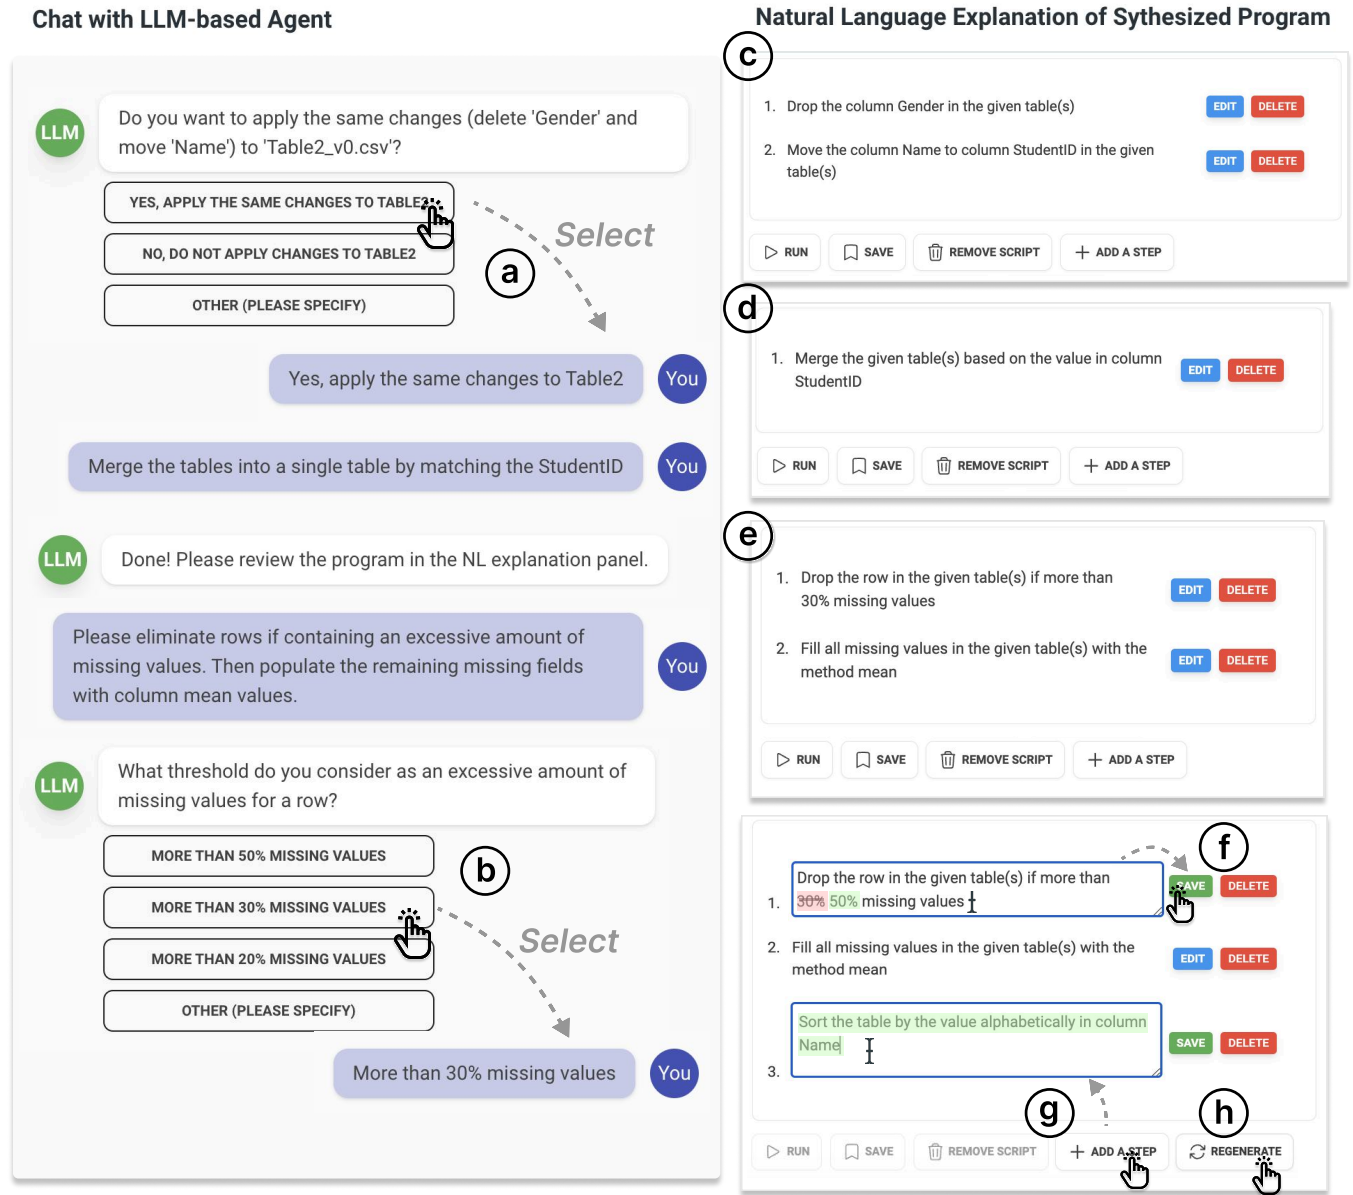 Chat with LLM-based Agent
LLM
Do you want to apply the same changes (delete 'Gender' and
move 'Name') to 'Table2_v0.csv'?
YES, APPLY THE SAME CHANGES TO TABLE2
Select
NO, DO NOT APPLY CHANGES TO TABLE2
a
OTHER (PLEASE SPECIFY)
Yes, apply the same changes to Table2
You
Merge the tables into a single table by matching the StudentID
You
LLM
Done! Please review the program in the NL explanation panel.
Please eliminate rows if containing an excessive amount of
missing values. Then populate the remaining missing fields
with column mean values.
You
LLM
What threshold do you consider as an excessive amount of
missing values for a row?
MORE THAN 50% MISSING VALUES
b
MORE THAN 30% MISSING VALUES
Select
MORE THAN 20% MISSING VALUES
OTHER (PLEASE SPECIFY)
More than 30% missing values
You
Natural Language Explanation of Sythesized Program
c
1. Drop the column Gender in the given table(s)
EDIT DELETE
2. Move the column Name to column StudentID in the given
table(s)
EDIT DELETE
RUN SAVE REMOVE SCRIPT ADD A STEP
d
1. Merge the given table(s) based on the value in column
StudentID
EDIT DELETE
RUN SAVE REMOVE SCRIPT ADD A STEP
e
1. Drop the row in the given table(s) if more than
30% missing values
EDIT DELETE
2. Fill all missing values in the given table(s) with the
method mean
EDIT DELETE
RUN SAVE REMOVE SCRIPT ADD A STEP
f
Drop the row in the given table(s) if more than
1. 30% 50% missing values
SAVE DELETE
2. Fill all missing values in the given table(s) with the
method mean
EDIT DELETE
Sort the table by the value alphabetically in column
Name
3.
SAVE DELETE
g
h
RUN SAVE REMOVE SCRIPT ADD A STEP REGENERATE